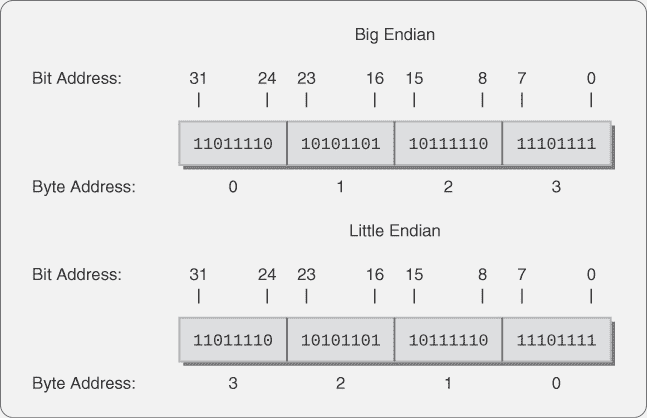 Big Endian
Bit Address: 31 24 23 16 15 8 7 0
11011110 10101101 10111110 11101111
Byte Address: 0 1 2 3
Little Endian
Bit Address: 31 24 23 16 15 8 7 0
11011110 10101101 10111110 11101111
Byte Address: 3 2 1 0